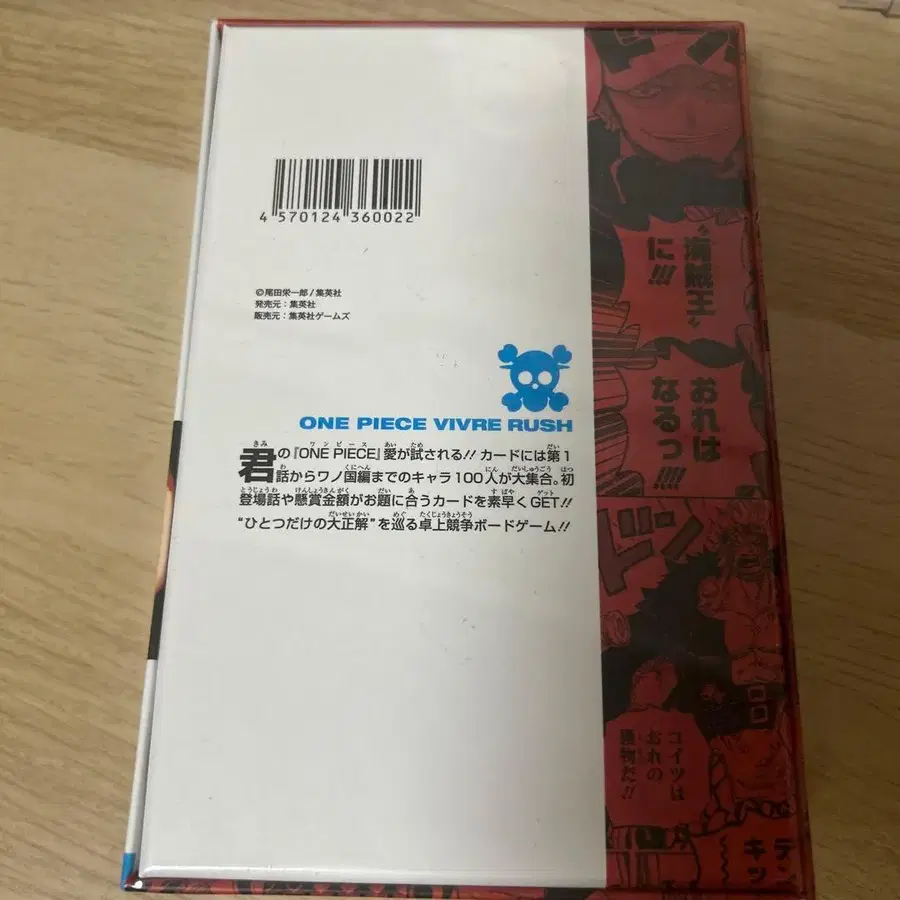 4 570124 360022
©尾田栄一郎/集英社
発売元：集英社
販売元：集英社ゲームズ
ONE PIECE VIVRE RUSH
君の『ONE PIECE』愛が試される!! カードには第1
話からワノ国編までのキャラ100人が大集合。初
登場話や懸賞金額がお題に合うカードを素早くGET!!
“ひとつだけの大正解”を巡る卓上競争ボードゲーム!!
“海賊王”
に!!!
おれは
なるっ!!!!
ドン
コイツは
おれの
獲物だ!!